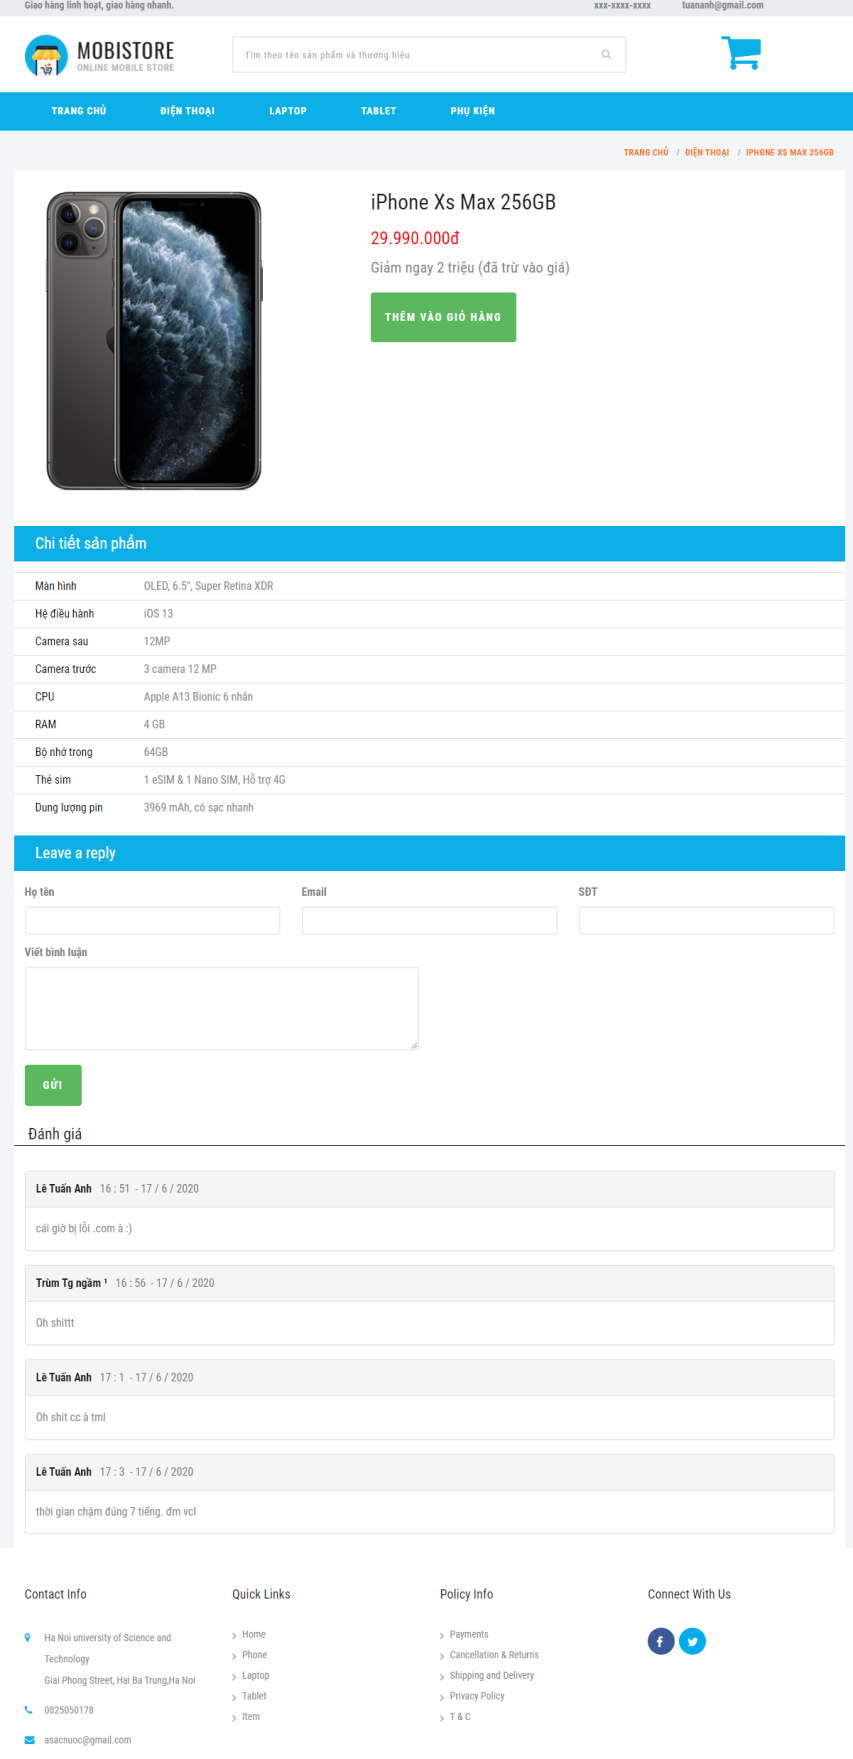 Giao hàng linh hoạt, giao hàng nhanh. xxx-xxxx-xxxx tuananh@gmail.com
MOBISTORE
ONLINE MOBILE STORE
Tìm theo tên sản phẩm và thương hiệu
TRANG CHỦ ĐIỆN THOẠI LAPTOP TABLET PHỤ KIỆN
TRANG CHỦ / ĐIỆN THOẠI / IPHONE XS MAX 256GB
iPhone Xs Max 256GB
29.990.000đ
Giảm ngay 2 triệu (đã trừ vào giá)
THÊM VÀO GIỎ HÀNG
Chi tiết sản phẩm
Màn hình OLED, 6.5", Super Retina XDR
Hệ điều hành iOS 13
Camera sau 12MP
Camera trước 3 camera 12 MP
CPU Apple A13 Bionic 6 nhân
RAM 4 GB
Bộ nhớ trong 64GB
Thẻ sim 1 eSIM & 1 Nano SIM, Hỗ trợ 4G
Dung lượng pin 3969 mAh, có sạc nhanh
Leave a reply
Họ tên Email SĐT
Viết bình luận
GỬI
Đánh giá
Lê Tuấn Anh 16 : 51 - 17 / 6 / 2020
cái giờ bị lỗi .com à :)
Trùm Tg ngầm ¹ 16 : 56 - 17 / 6 / 2020
Oh shittt
Lê Tuấn Anh 17 : 1 - 17 / 6 / 2020
Oh shit cc à tml
Lê Tuấn Anh 17 : 3 - 17 / 6 / 2020
thời gian chậm đúng 7 tiếng. đm vcl
Contact Info Quick Links Policy Info Connect With Us
Ha Noi university of Science and Home Payments
Technology Phone Cancellation & Returns
Giai Phong Street, Hai Ba Trung,Ha Noi Laptop Shipping and Delivery
Tablet Privacy Policy
0825050178 Item T & C
asacnuoc@gmail.com